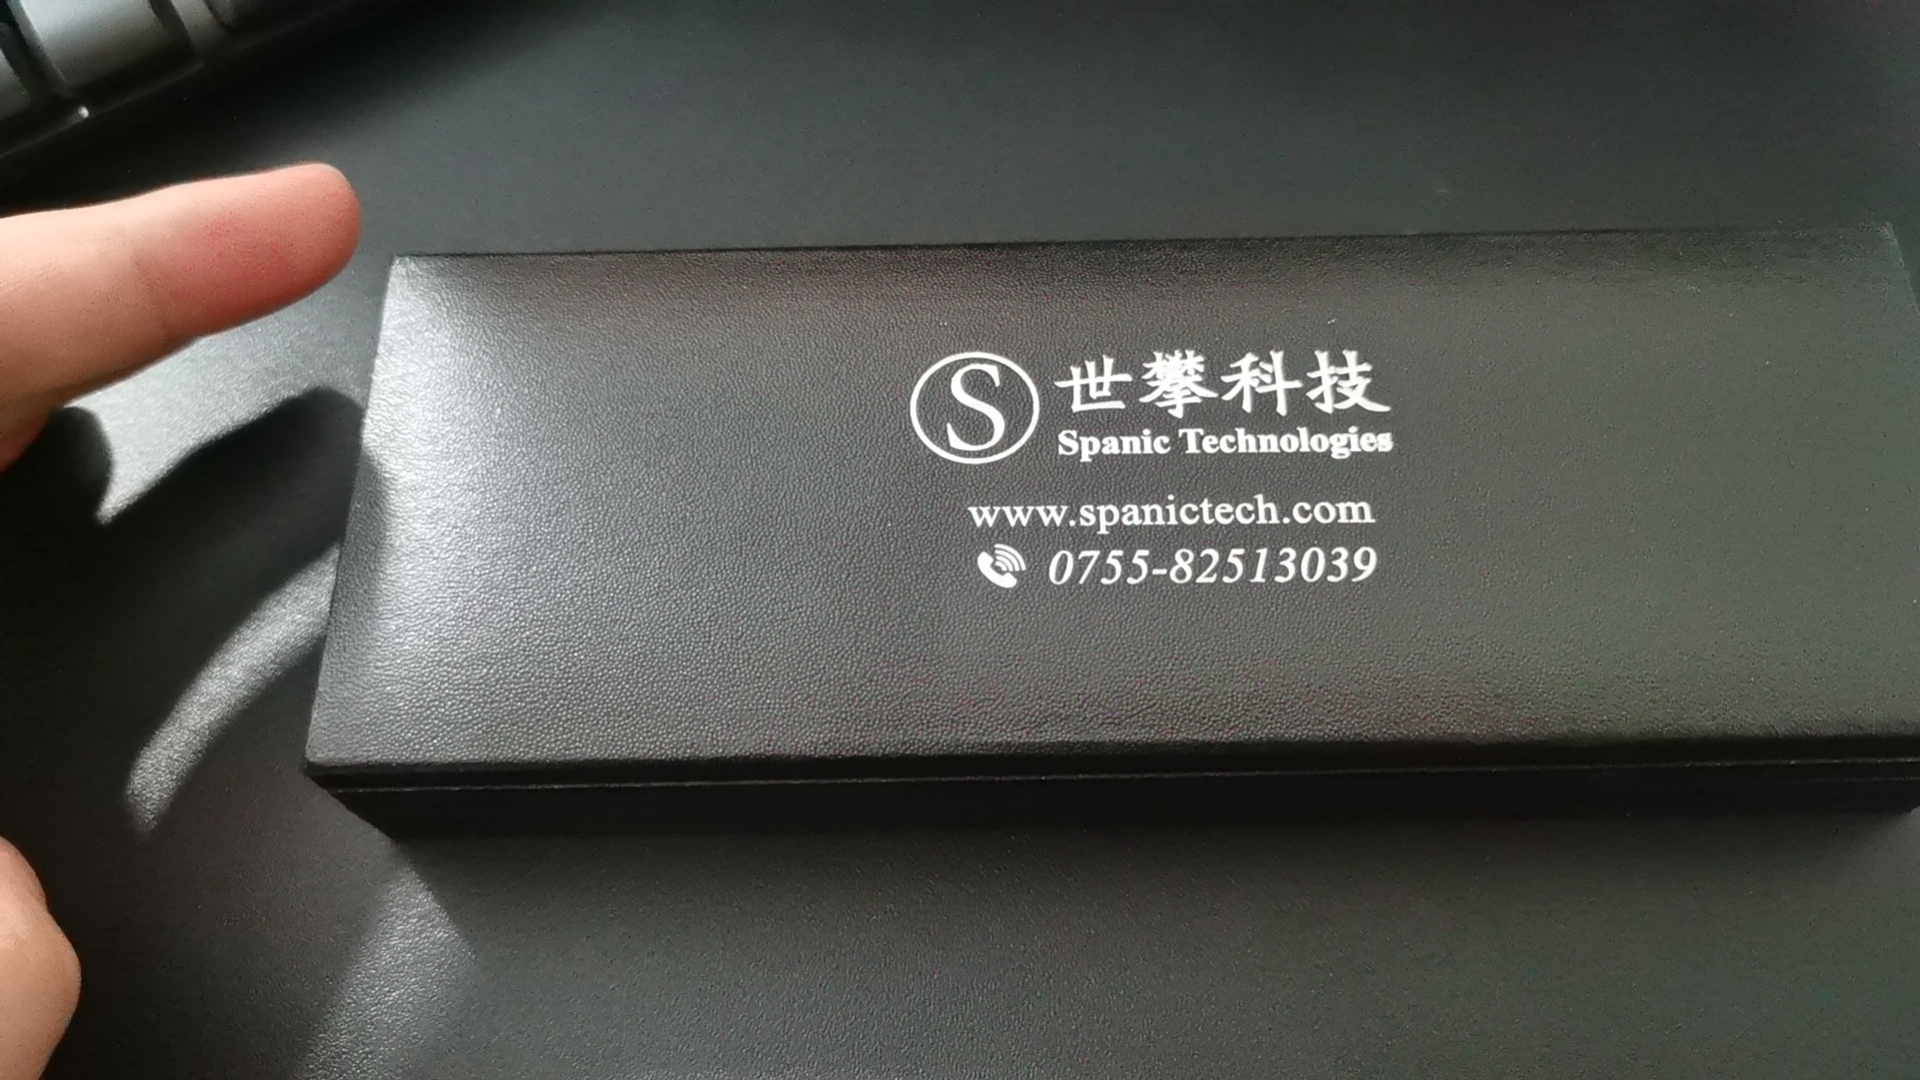 S 世攀科技
Spanic Technologies
www.spanictech.com
0755-82513039